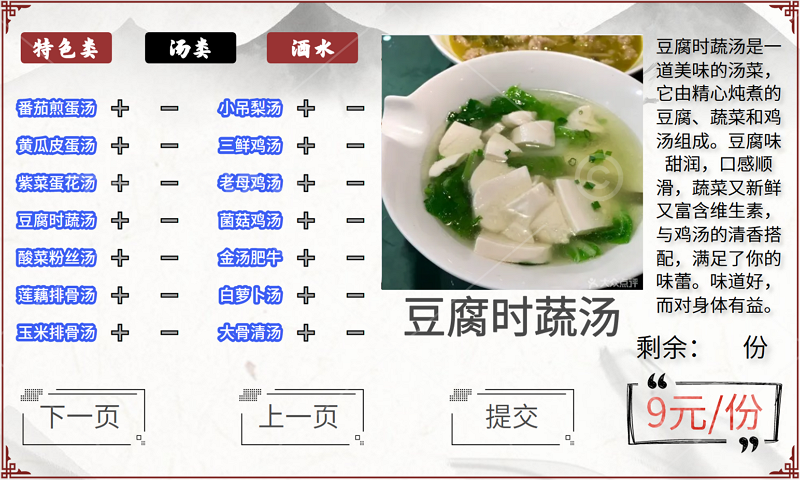 特色类
汤类
酒水
番茄煎蛋汤 + —
小吊梨汤 + —
黄瓜皮蛋汤 + —
三鲜鸡汤 + —
紫菜蛋花汤 + —
老母鸡汤 + —
豆腐时蔬汤 + —
菌菇鸡汤 + —
酸菜粉丝汤 + —
金汤肥牛 + —
莲藕排骨汤 + —
白萝卜汤 + —
玉米排骨汤 + —
大骨清汤 + —
豆腐时蔬汤是一
道美味的汤菜，
它由精心炖煮的
豆腐、蔬菜和鸡
汤组成。豆腐味
甜润，口感顺
滑，蔬菜又新鲜
又富含维生素，
与鸡汤的清香搭
配，满足了你的
味蕾。味道好，
而对身体有益。
大众点评
豆腐时蔬汤
剩余： 份
下一页
上一页
提交
“9元/份”